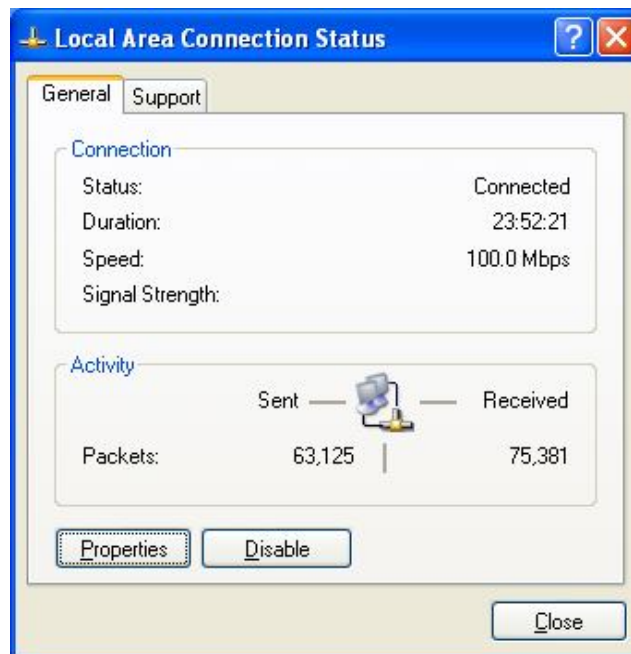 Local Area Connection Status
General Support
Connection
Status: Connected
Duration: 23:52:21
Speed: 100.0 Mbps
Signal Strength:
Activity
Sent Received
Packets: 63,125 75,381
Properties Disable
Close